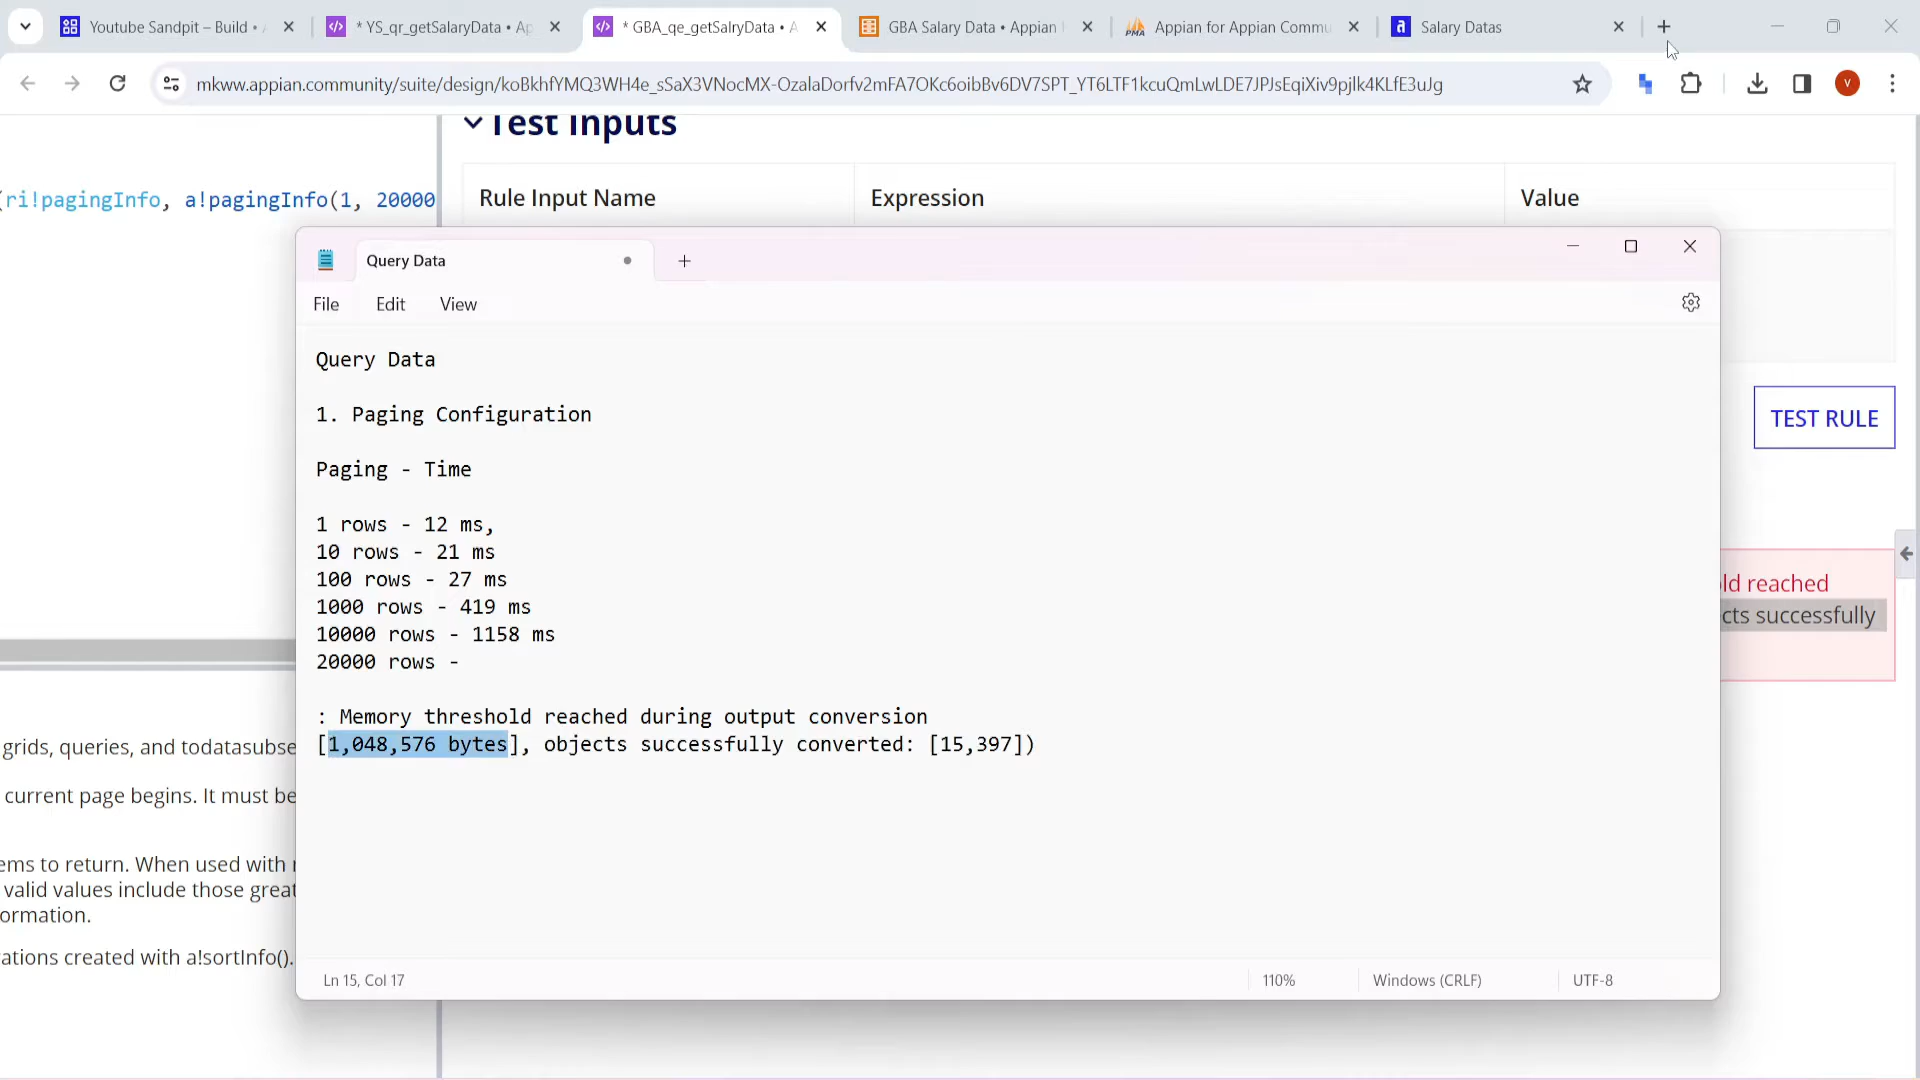 Youtube Sandpit – Build •
* YS_qr_getSalaryData • Ap
* GBA_qe_getSalryData • A
GBA Salary Data • Appian
Appian for Appian Commu
Salary Datas
mkww.appian.community/suite/design/koBkhfYMQ3WH4e_sSaX3VNocMX-OzalaDorfv2mFA7OKc6oibBv6DV7SPT_YT6LTF1kcuQmLwLDE7JPJsEqiXiv9pjlk4KLfE3uJg
V
Test Inputs
(ri!pagingInfo, a!pagingInfo(1, 20000
Rule Input Name
Expression
Value
Query Data
File
Edit
View
Query Data
1. Paging Configuration
Paging - Time
1 rows - 12 ms,
10 rows - 21 ms
100 rows - 27 ms
1000 rows - 419 ms
10000 rows - 1158 ms
20000 rows -
: Memory threshold reached during output conversion
[1,048,576 bytes], objects successfully converted: [15,397])
TEST RULE
ld reached
cts successfully
grids, queries, and todatasubse
current page begins. It must be
ems to return. When used with
valid values include those great
ormation.
ations created with a!sortInfo().
Ln 15, Col 17
110%
Windows (CRLF)
UTF-8